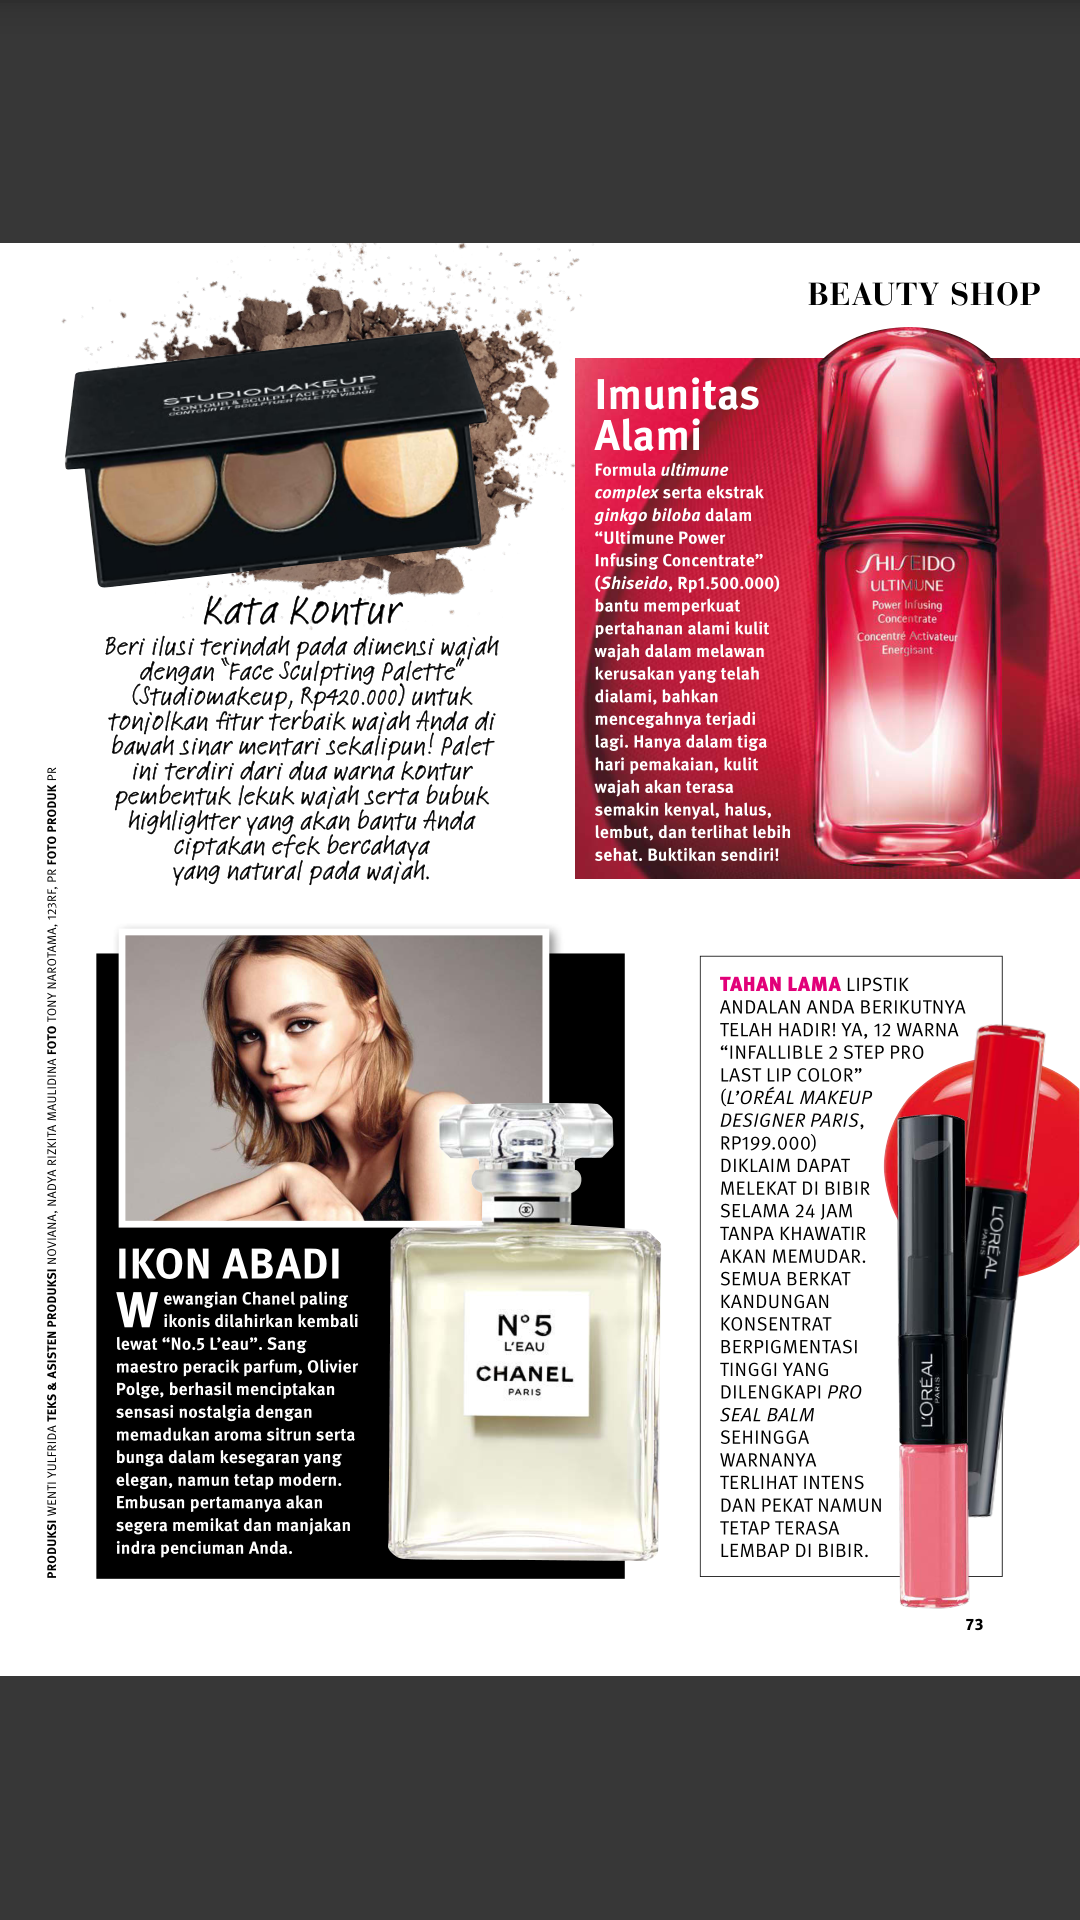 BEAUTY SHOP
STUDIOMAKEUP
CONTOUR & SCULPT FACE PALETTE
CONTOUR ET SCULPTUER PALETTE VISAGE
Kata Kontur
Beri ilusi terindah pada dimensi wajah
dengan “Face Sculpting Palette”
(Studiomakeup, Rp420.000) untuk
tonjolkan fitur terbaik wajah Anda di
bawah sinar mentari sekalipun! Palet
ini terdiri dari dua warna kontur
pembentuk lekuk wajah serta bubuk
highlighter yang akan bantu Anda
ciptakan efek bercahaya
yang natural pada wajah.
Imunitas
Alami
Formula ultimune
complex serta ekstrak
ginkgo biloba dalam
“Ultimune Power
Infusing Concentrate”
(Shiseido, Rp1.500.000)
bantu memperkuat
pertahanan alami kulit
wajah dalam melawan
kerusakan yang telah
dialami, bahkan
mencegahnya terjadi
lagi. Hanya dalam tiga
hari pemakaian, kulit
wajah akan terasa
semakin kenyal, halus,
lembut, dan terlihat lebih
sehat. Buktikan sendiri!
SHISEIDO
ULTIMUNE
Power Infusing
Concentrate
Concentré Activateur
Energisant
PRODUKSI WENTI YULFRIDA TEKS & ASISTEN PRODUKSI NOVIANA, NADYA RIZKITA MAULIDINA FOTO TONY NAROTAMA, 123RF, PR FOTO PRODUK PR
IKON ABADI
Wewangian Chanel paling
ikonis dilahirkan kembali
lewat “No.5 L’eau”. Sang
maestro peracik parfum, Olivier
Polge, berhasil menciptakan
sensasi nostalgia dengan
memadukan aroma sitrun serta
bunga dalam kesegaran yang
elegan, namun tetap modern.
Embusan pertamanya akan
segera memikat dan manjakan
indra penciuman Anda.
N°5
L’EAU
CHANEL
PARIS
TAHAN LAMA LIPSTIK
ANDALAN ANDA BERIKUTNYA
TELAH HADIR! YA, 12 WARNA
“INFALLIBLE 2 STEP PRO
LAST LIP COLOR”
(L’ORÉAL MAKEUP
DESIGNER PARIS,
RP199.000)
DIKLAIM DAPAT
MELEKAT DI BIBIR
SELAMA 24 JAM
TANPA KHAWATIR
AKAN MEMUDAR.
SEMUA BERKAT
KANDUNGAN
KONSENTRAT
BERPIGMENTASI
TINGGI YANG
DILENGKAPI PRO
SEAL BALM
SEHINGGA
WARNANYA
TERLIHAT INTENS
DAN PEKAT NAMUN
TETAP TERASA
LEMBAP DI BIBIR.
L’ORÉAL
PARIS
L’ORÉAL
PARIS
73